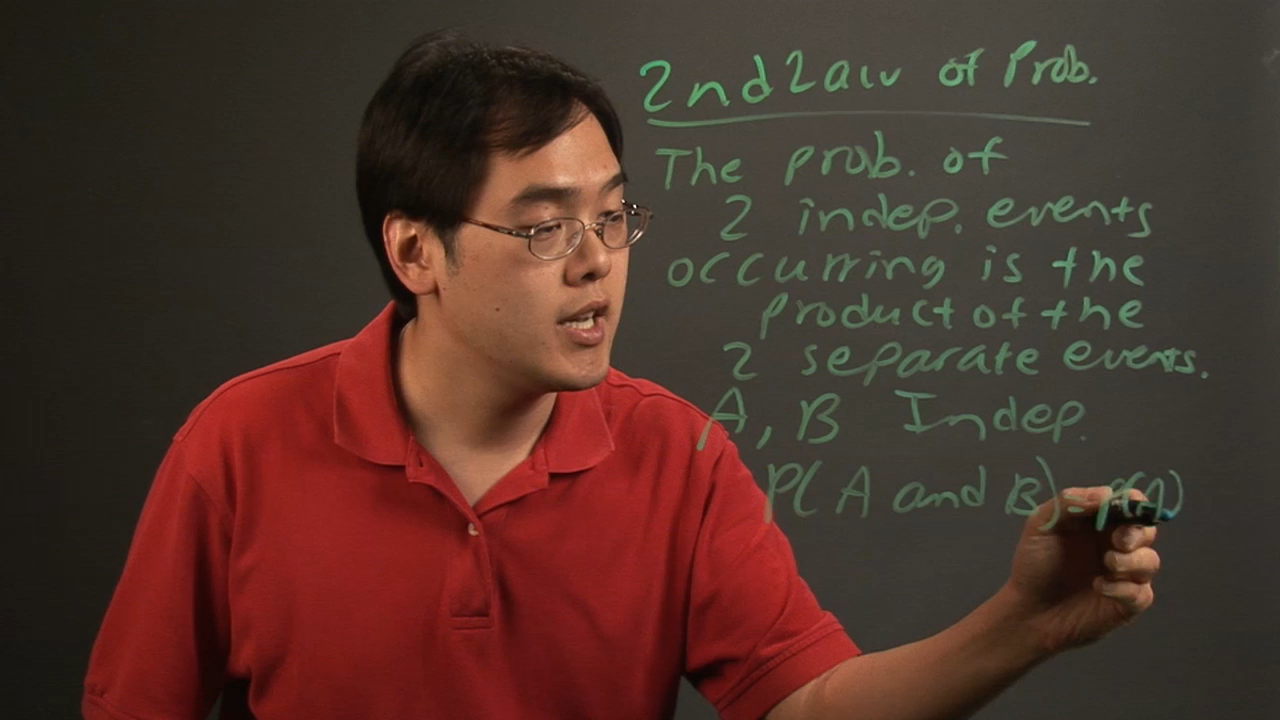 2nd Law of Prob.
The prob. of
2 indep. events
occurring is the
product of the
2 separate events.
A, B Indep.
P(A and B)=P(A)